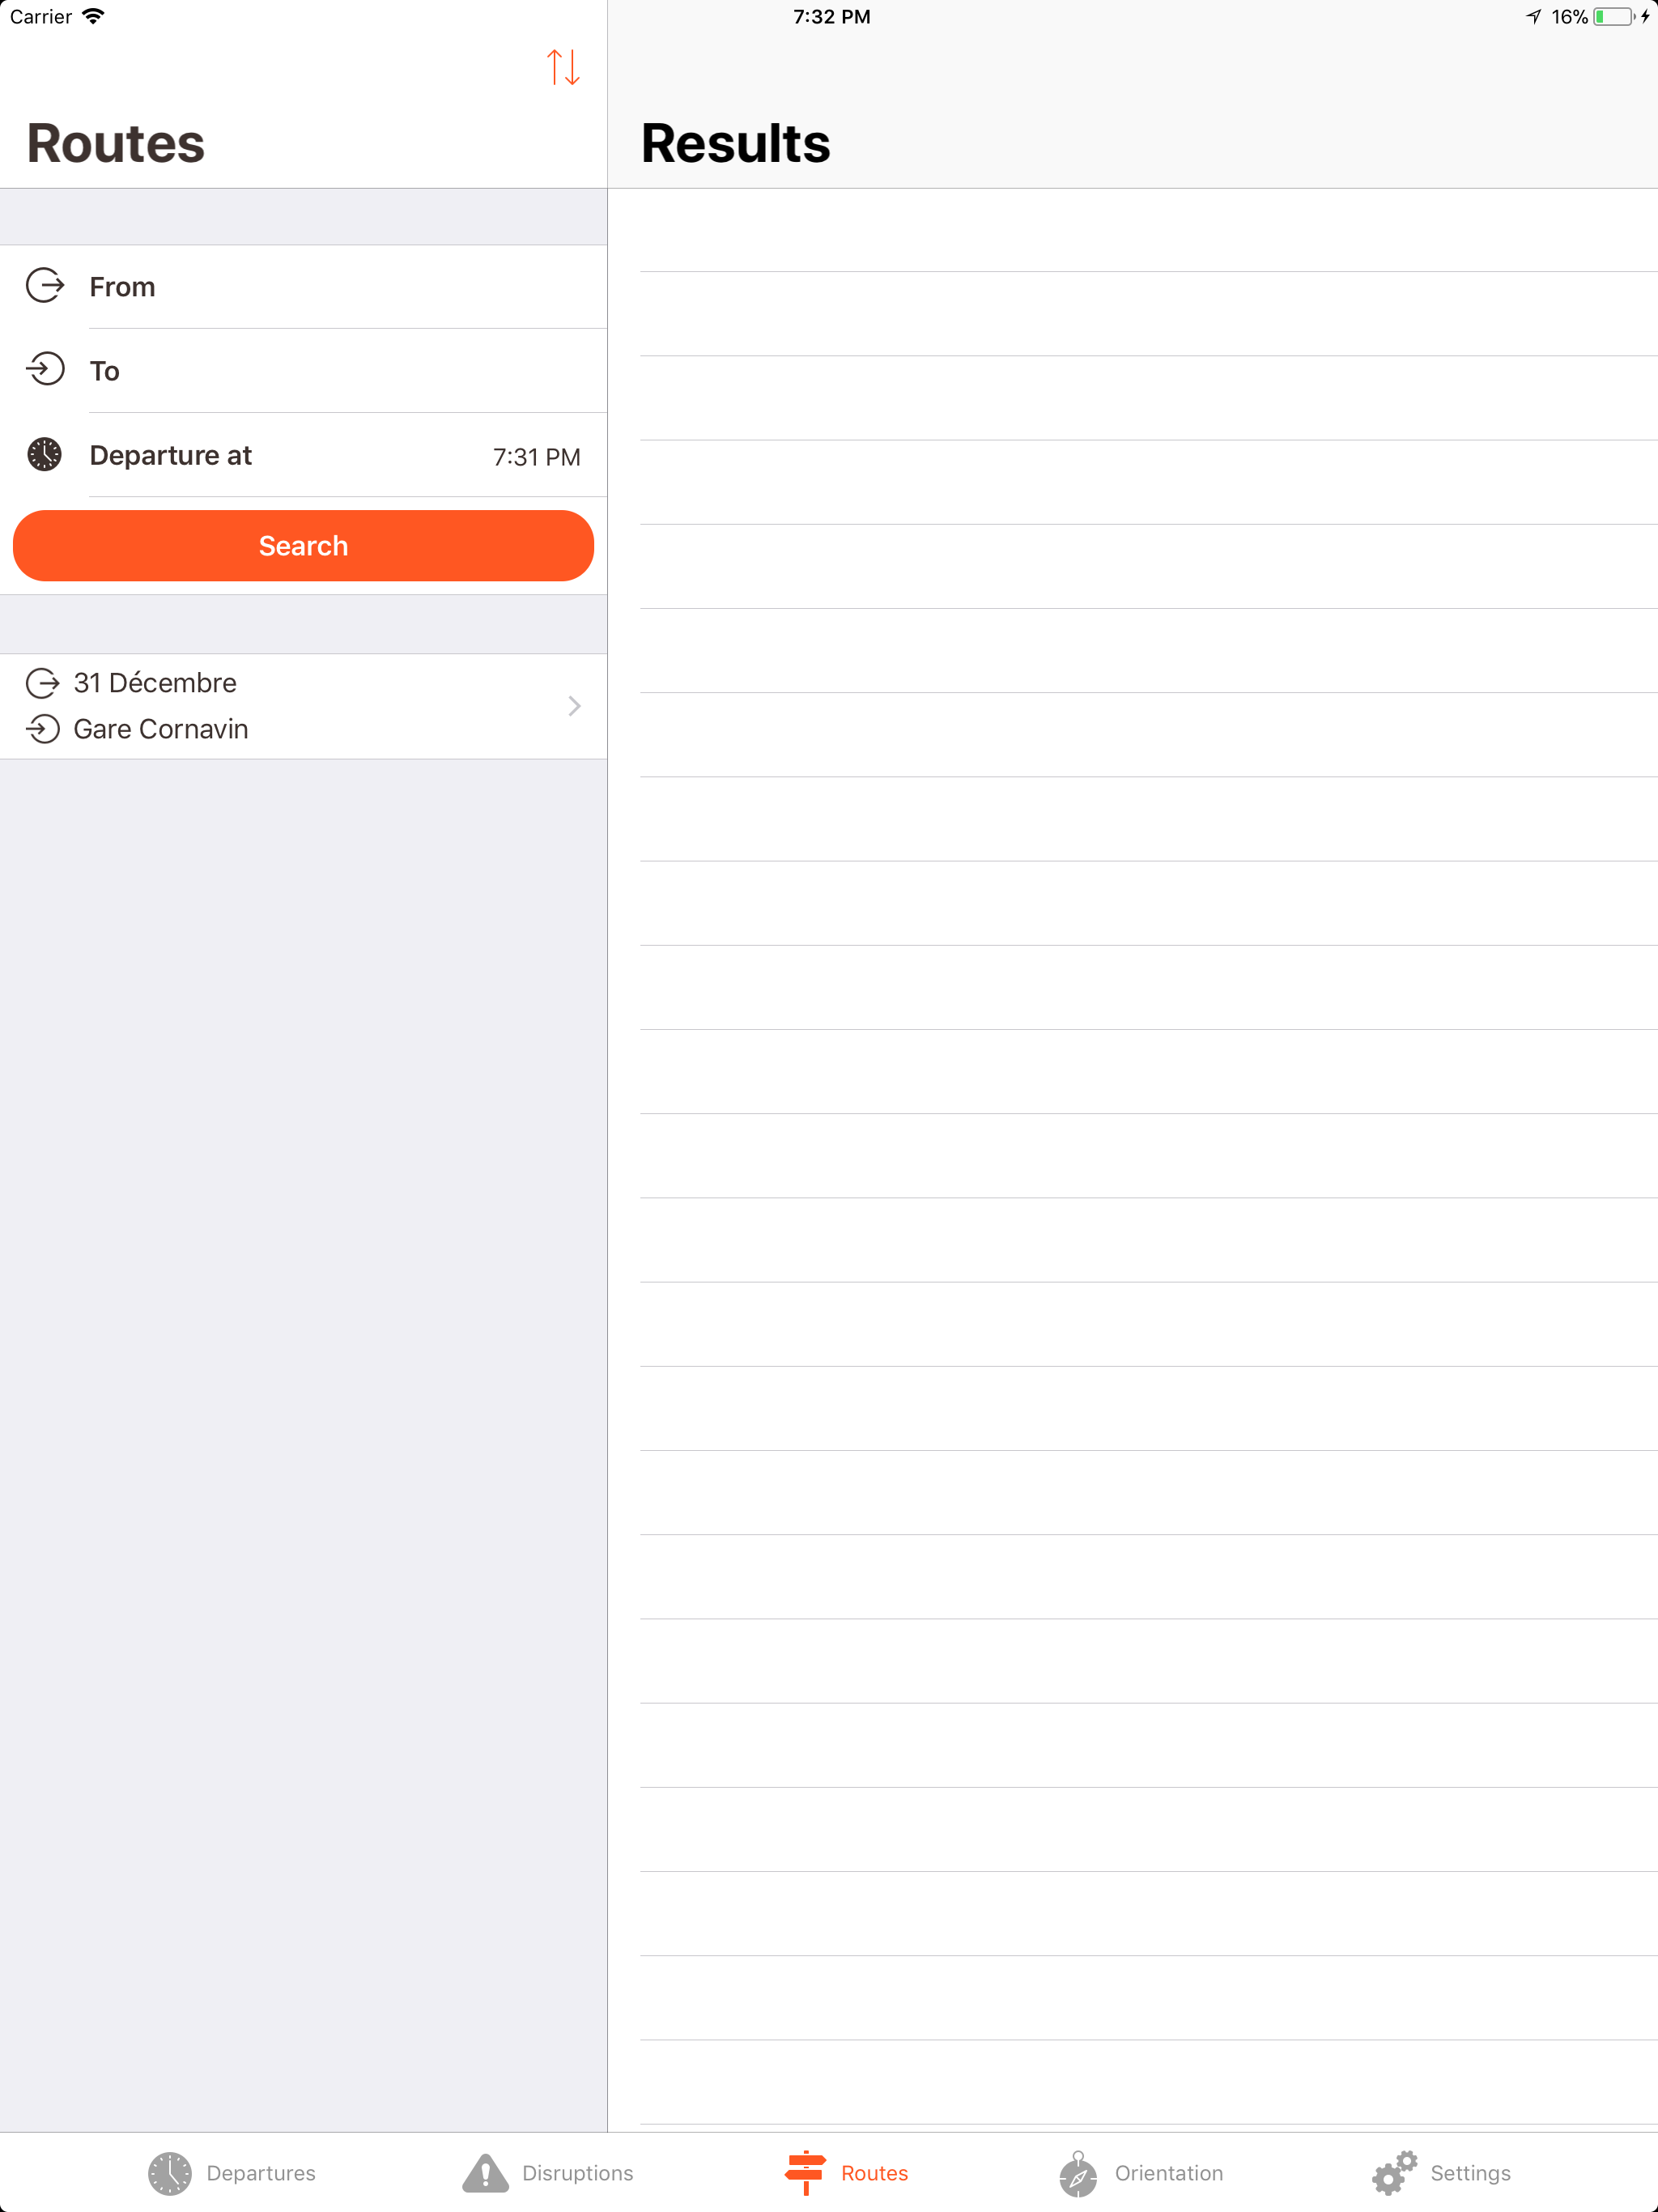 Carrier
7:32 PM
16%
Routes
Results
From
To
Departure at
7:31 PM
Search
31 Décembre
Gare Cornavin
Departures
Disruptions
Routes
Orientation
Settings